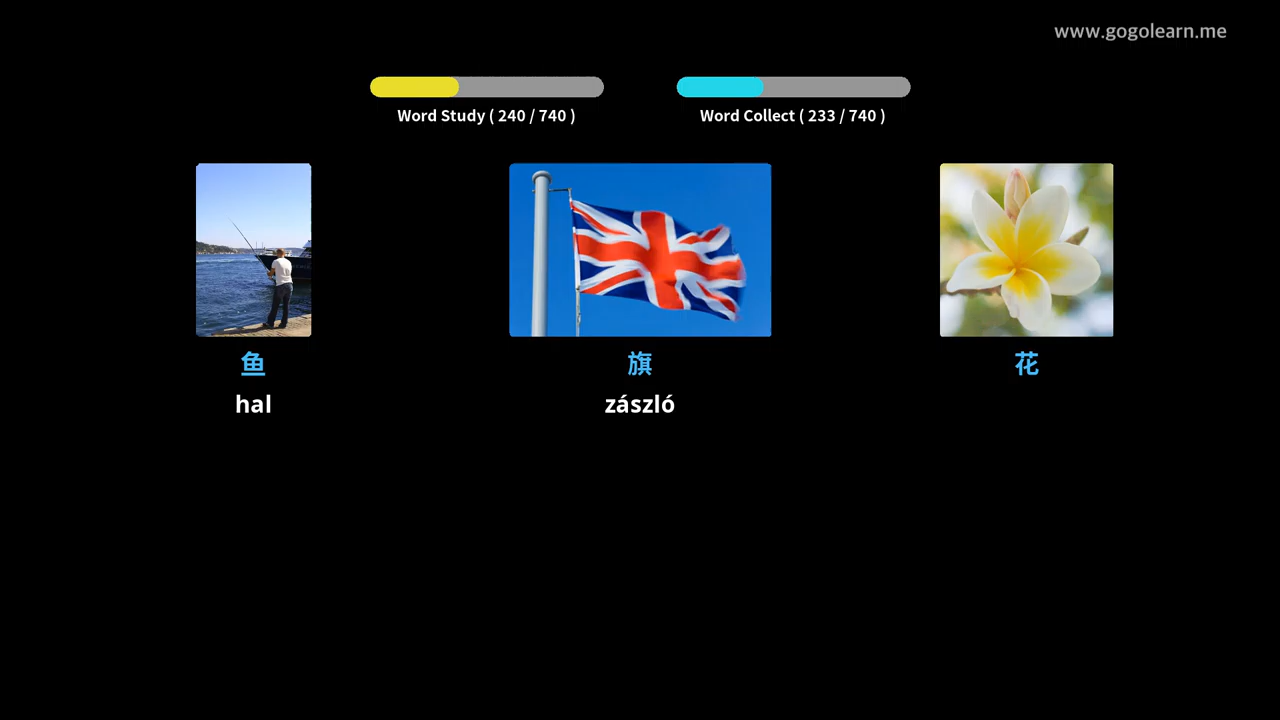 www.gogolearn.me
Word Study ( 240 / 740 )
Word Collect ( 233 / 740 )
鱼
旗
花
hal
zászló